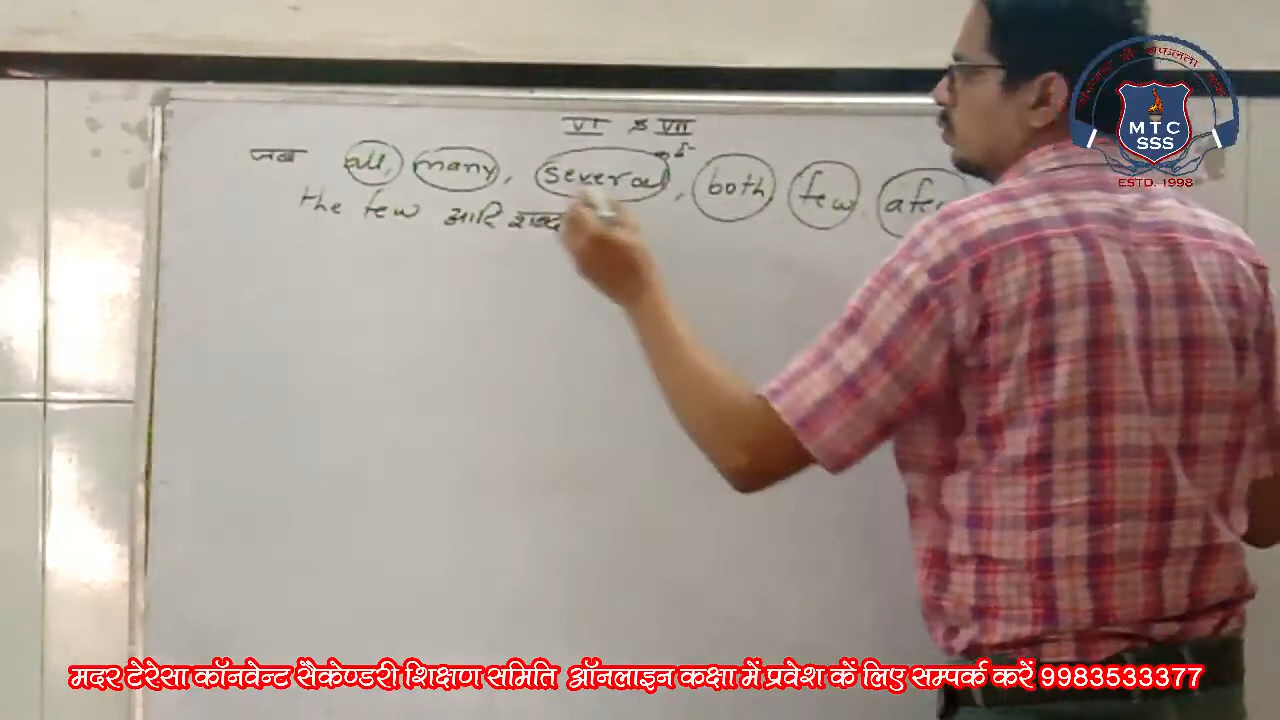 VI & VII
जब all, many, several, both few afew
the few आदि शब्द
MTC
SSS
ESTD. 1998
मदर टेरेसा कॉनवेन्ट सैकेण्डरी शिक्षण समिति ऑनलाइन कक्षा में प्रवेश कें लिए सम्पर्क करें 9983533377